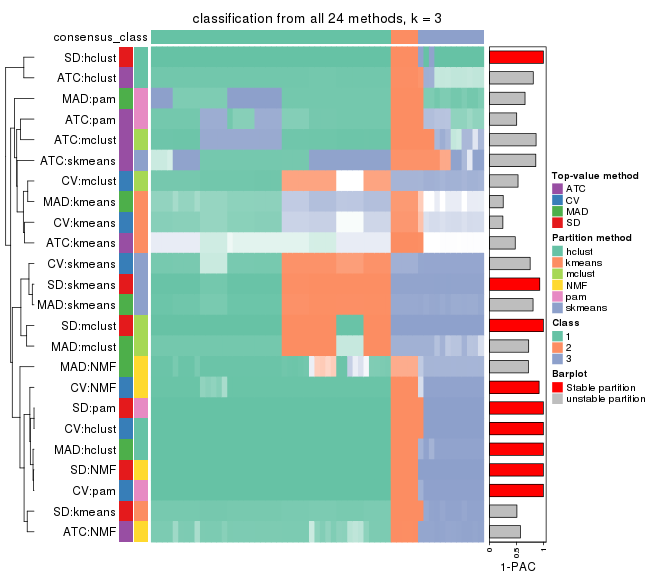 classification from all 24 methods, k = 3
consensus_class
SD:hclust
ATC:hclust
MAD:pam
ATC:pam
ATC:mclust
ATC:skmeans
CV:mclust
MAD:kmeans
CV:kmeans
ATC:kmeans
CV:skmeans
SD:skmeans
MAD:skmeans
SD:mclust
MAD:mclust
MAD:NMF
CV:NMF
SD:pam
CV:hclust
MAD:hclust
SD:NMF
CV:pam
SD:kmeans
ATC:NMF
0
0.5
1
1-PAC
Top-value method
ATC
CV
MAD
SD
Partition method
hclust
kmeans
mclust
NMF
pam
skmeans
Class
1
2
3
Barplot
Stable partition
unstable partition